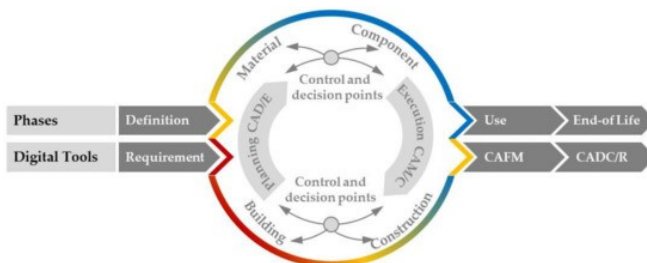 Material
Component
Control and
decision points
Planning CAD/E
Execution CAM/C
Phases
Definition
Use
End-of Life
Digital Tools
Requirement
CAFM
CADC/R
Control and
decision points
Building
Construction